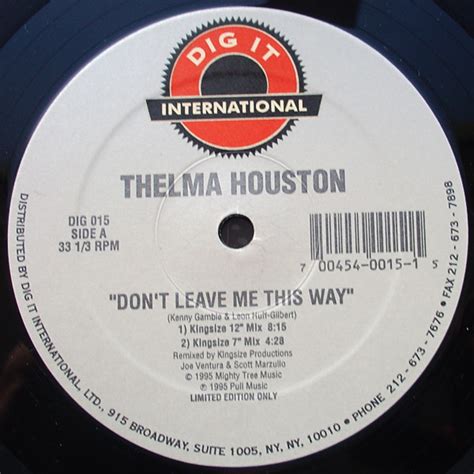 DIG IT
INTERNATIONAL
THELMA HOUSTON
DIG 015
SIDE A
33 1/3 RPM
7 00454-0015-1 5
"DON'T LEAVE ME THIS WAY"
(Kenny Gamble & Leon Huff-Gilbert)
1) Kingsize 12" Mix 8:15
2) Kingsize 7" Mix 4:28
Remixed by Kingsize Productions
Joe Ventura & Scott Marzullo
© 1995 Mighty Tree Music
℗ 1995 Pull Music
LIMITED EDITION ONLY
DISTRIBUTED BY DIG IT INTERNATIONAL, LTD., 915 BROADWAY, SUITE 1005, NY, NY, 10010 • PHONE 212-673-7676 • FAX 212-673-7898